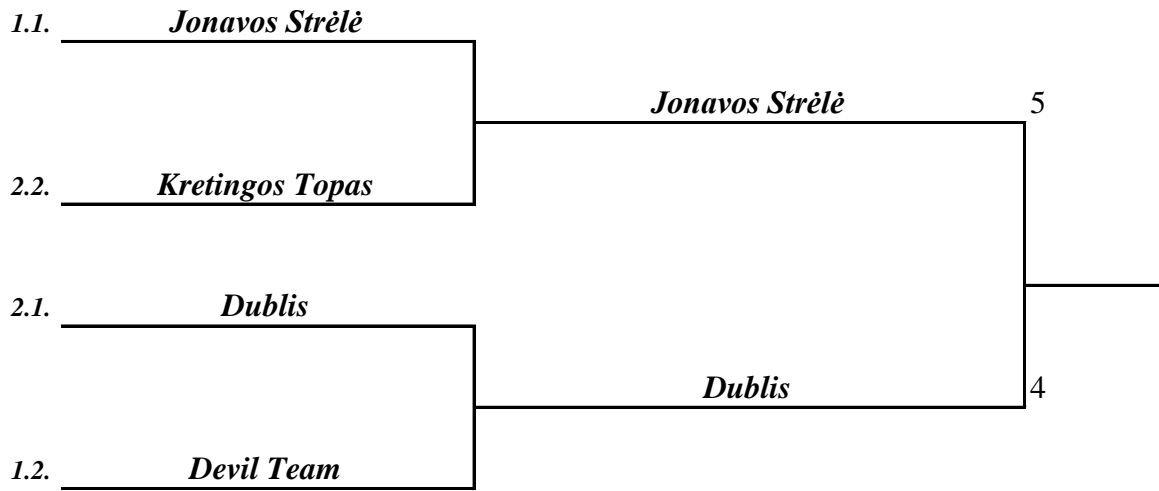 1.1. Jonavos Strėlė
Jonavos Strėlė 5
2.2. Kretingos Topas
2.1. Dublis
Dublis 4
1.2. Devil Team